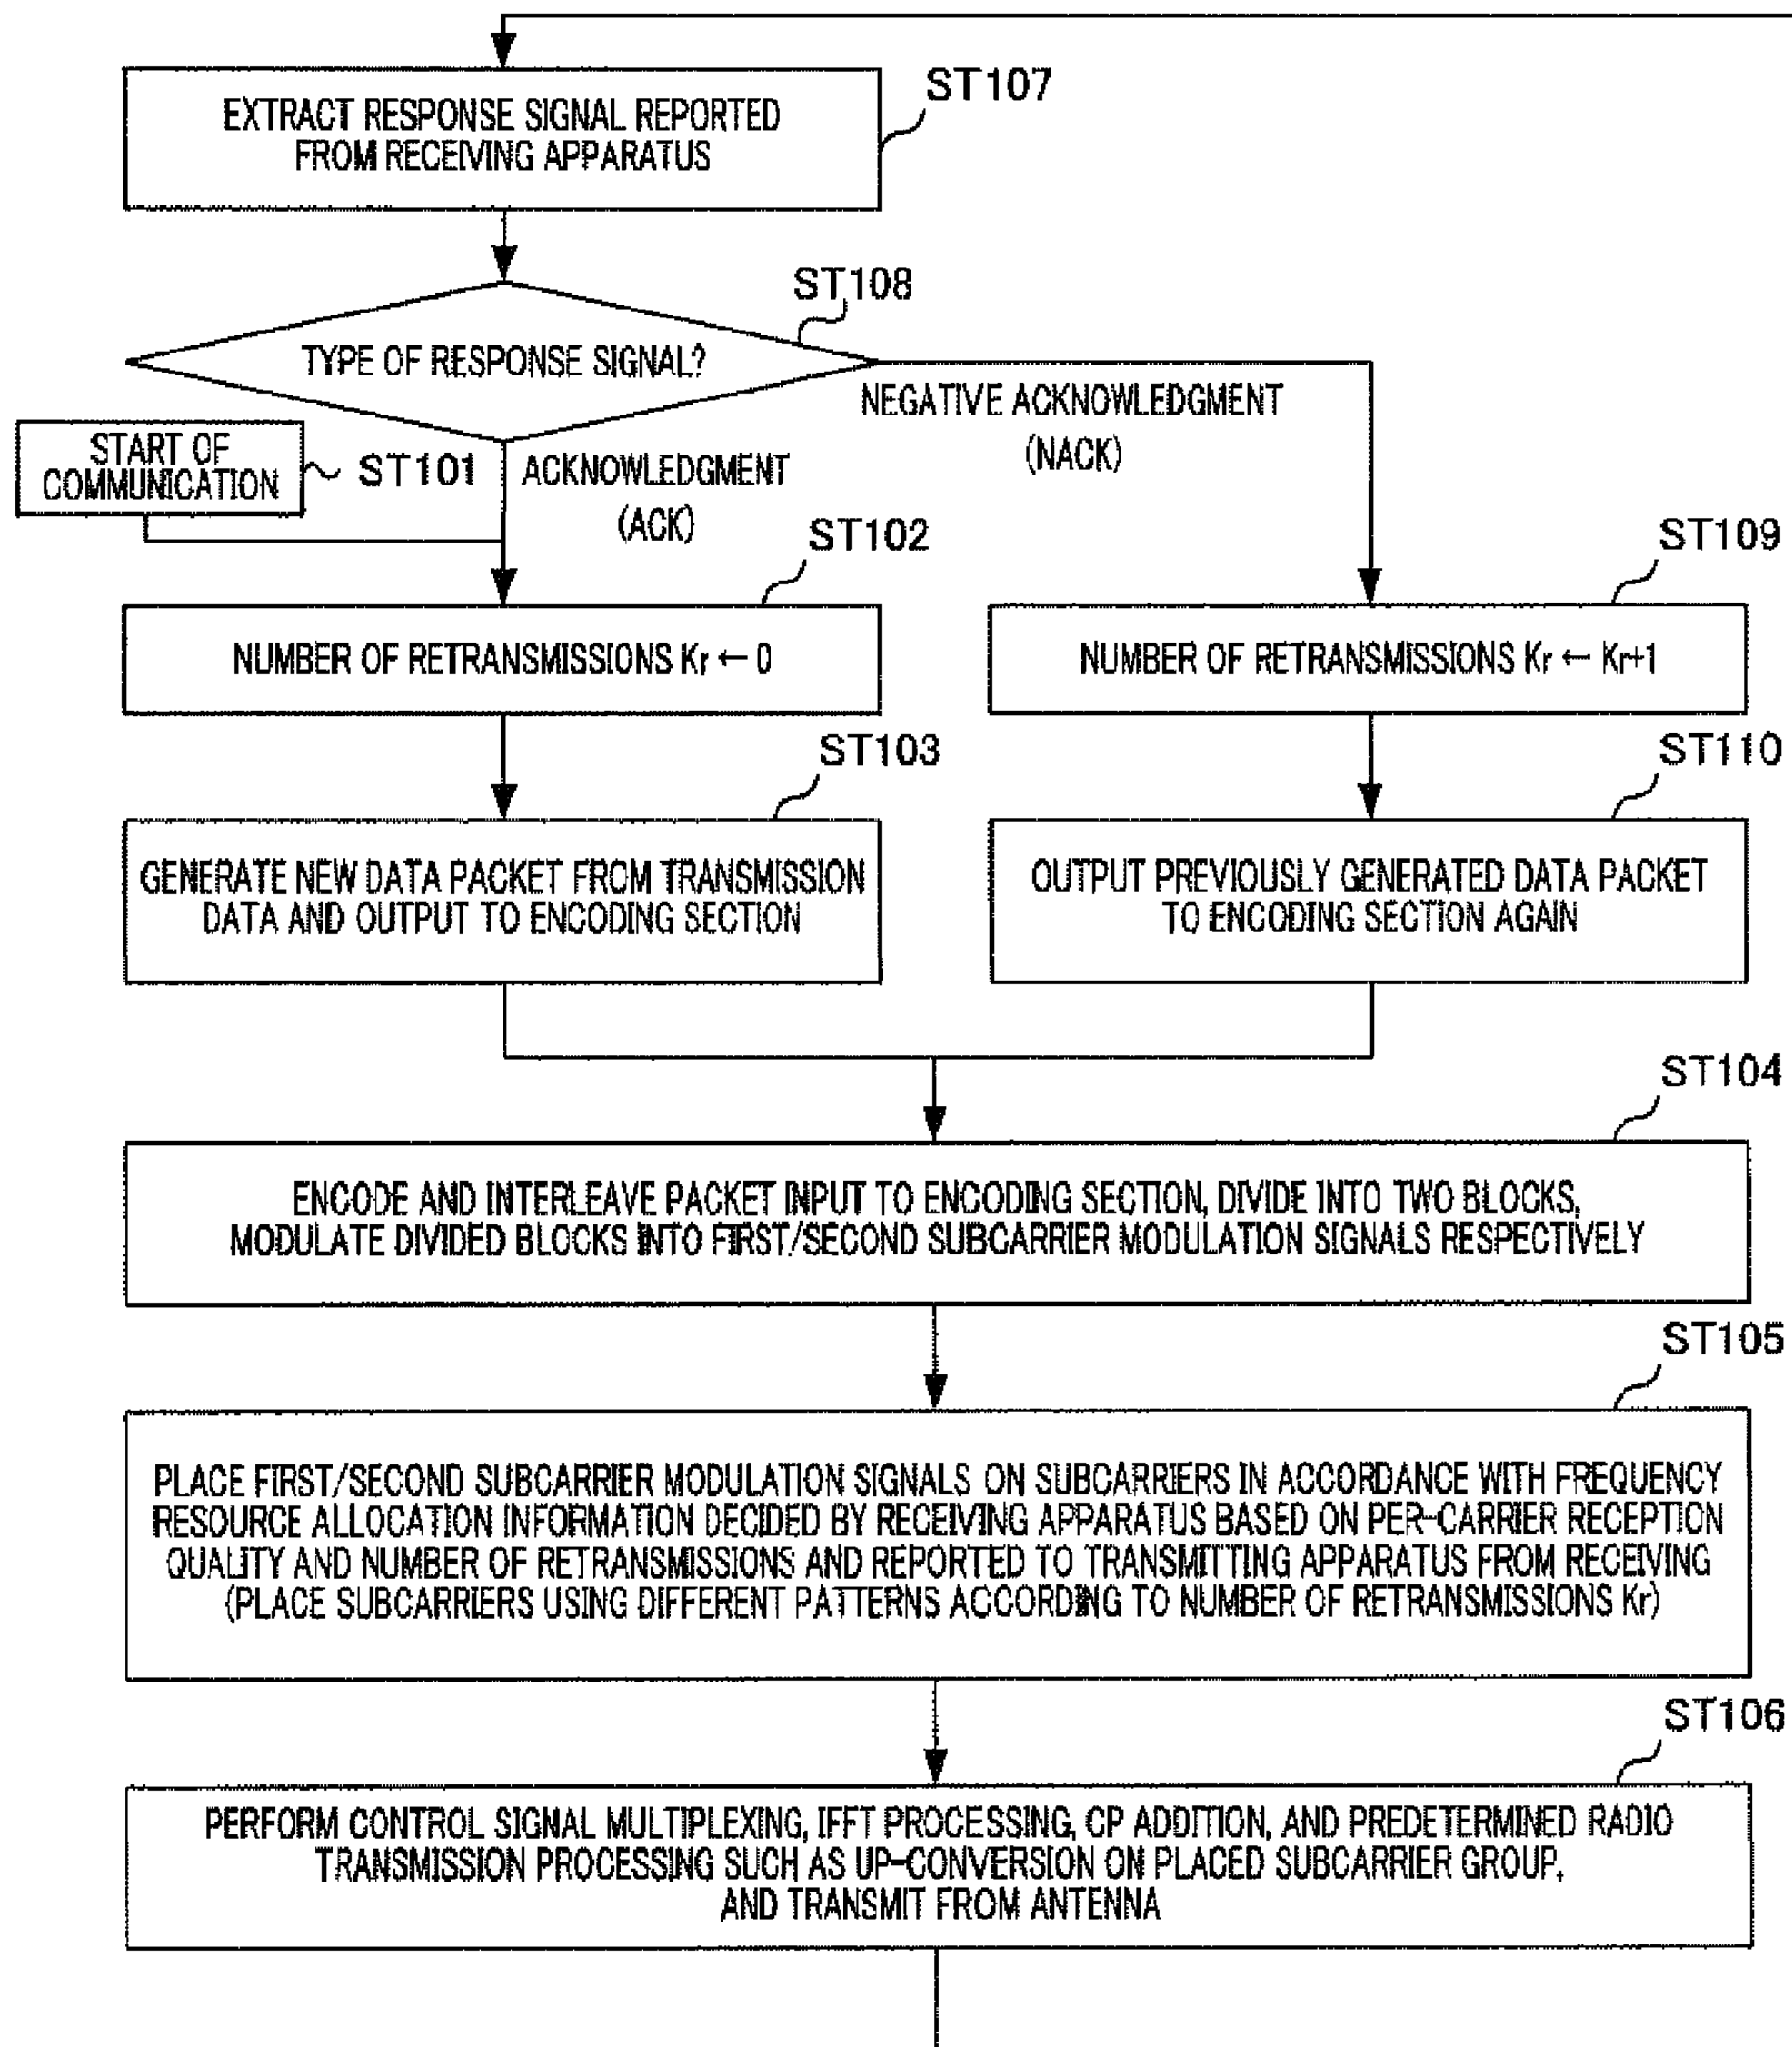 ST107
EXTRACT RESPONSE SIGNAL REPORTED
FROM RECEIVING APPARATUS
ST108
TYPE OF RESPONSE SIGNAL?
NEGATIVE ACKNOWLEDGMENT
(NACK)
START OF
COMMUNICATION
ST101
ACKNOWLEDGMENT
(ACK)
ST102
NUMBER OF RETRANSMISSIONS Kr ← 0
ST109
NUMBER OF RETRANSMISSIONS Kr ← Kr+1
ST103
GENERATE NEW DATA PACKET FROM TRANSMISSION
DATA AND OUTPUT TO ENCODING SECTION
ST110
OUTPUT PREVIOUSLY GENERATED DATA PACKET
TO ENCODING SECTION AGAIN
ST104
ENCODE AND INTERLEAVE PACKET INPUT TO ENCODING SECTION, DIVIDE INTO TWO BLOCKS,
MODULATE DIVIDED BLOCKS INTO FIRST/SECOND SUBCARRIER MODULATION SIGNALS RESPECTIVELY
ST105
PLACE FIRST/SECOND SUBCARRIER MODULATION SIGNALS ON SUBCARRIERS IN ACCORDANCE WITH FREQUENCY
RESOURCE ALLOCATION INFORMATION DECIDED BY RECEIVING APPARATUS BASED ON PER-CARRIER RECEPTION
QUALITY AND NUMBER OF RETRANSMISSIONS AND REPORTED TO TRANSMITTING APPARATUS FROM RECEIVING
(PLACE SUBCARRIERS USING DIFFERENT PATTERNS ACCORDING TO NUMBER OF RETRANSMISSIONS Kr)
ST106
PERFORM CONTROL SIGNAL MULTIPLEXING, IFFT PROCESSING, CP ADDITION, AND PREDETERMINED RADIO
TRANSMISSION PROCESSING SUCH AS UP-CONVERSION ON PLACED SUBCARRIER GROUP,
AND TRANSMIT FROM ANTENNA